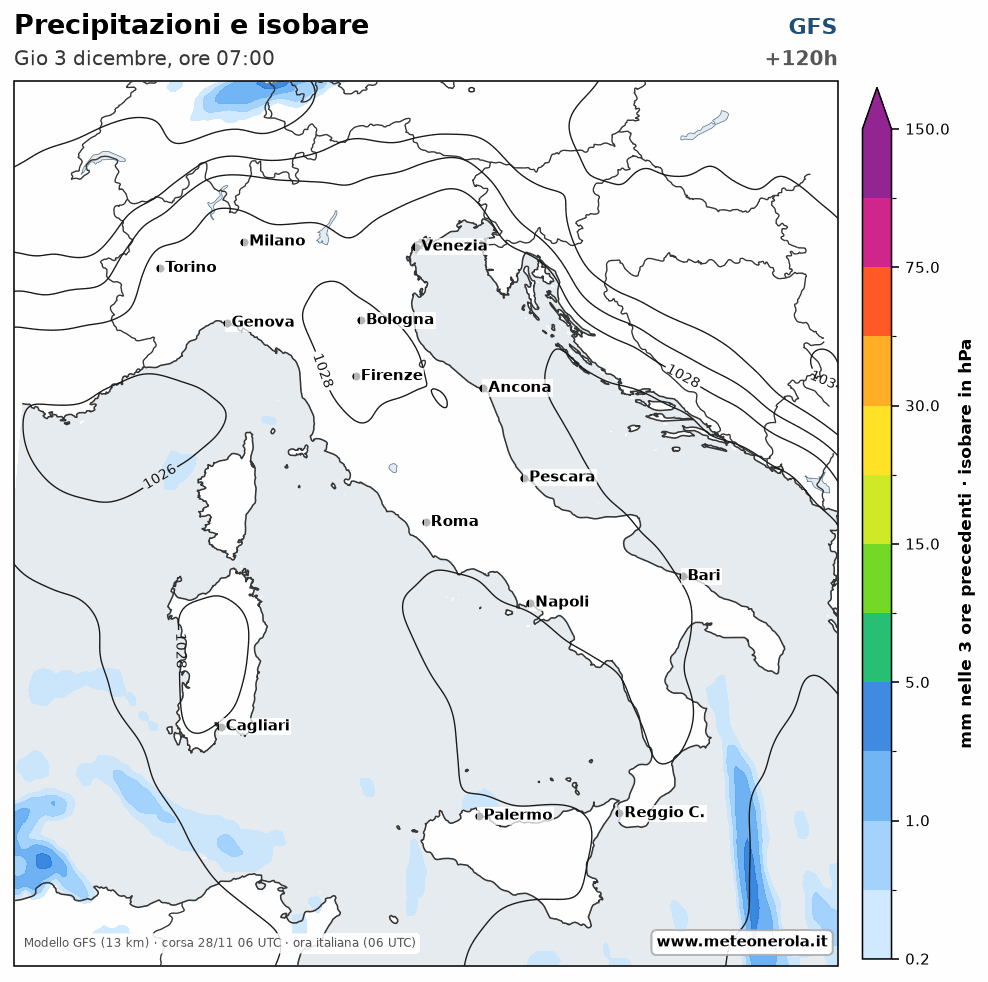 Precipitazioni e isobare
GFS
Gio 3 dicembre, ore 07:00
+120h
150.0
Milano
Venezia
Torino
75.0
Genova
Bologna
1028
Firenze
1028
Ancona
30.0
1026
Pescara
Roma
15.0
Bari
Napoli
1028
5.0
Cagliari
Palermo
Reggio C.
1.0
mm nelle 3 ore precedenti · isobare in hPa
Modello GFS (13 km) · corsa 28/11 06 UTC · ora italiana (06 UTC)
www.meteonerola.it
0.2